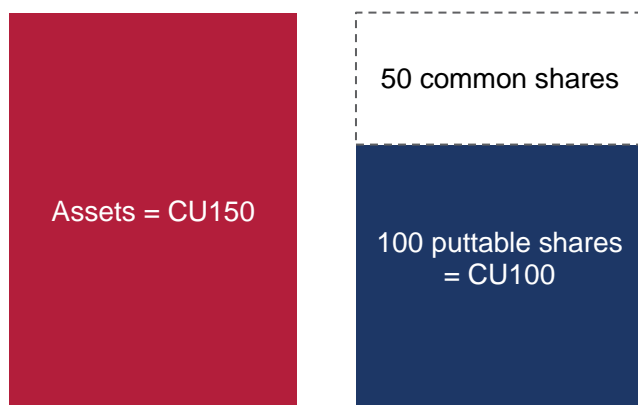 Assets = CU150
50 common shares
100 puttable shares
= CU100